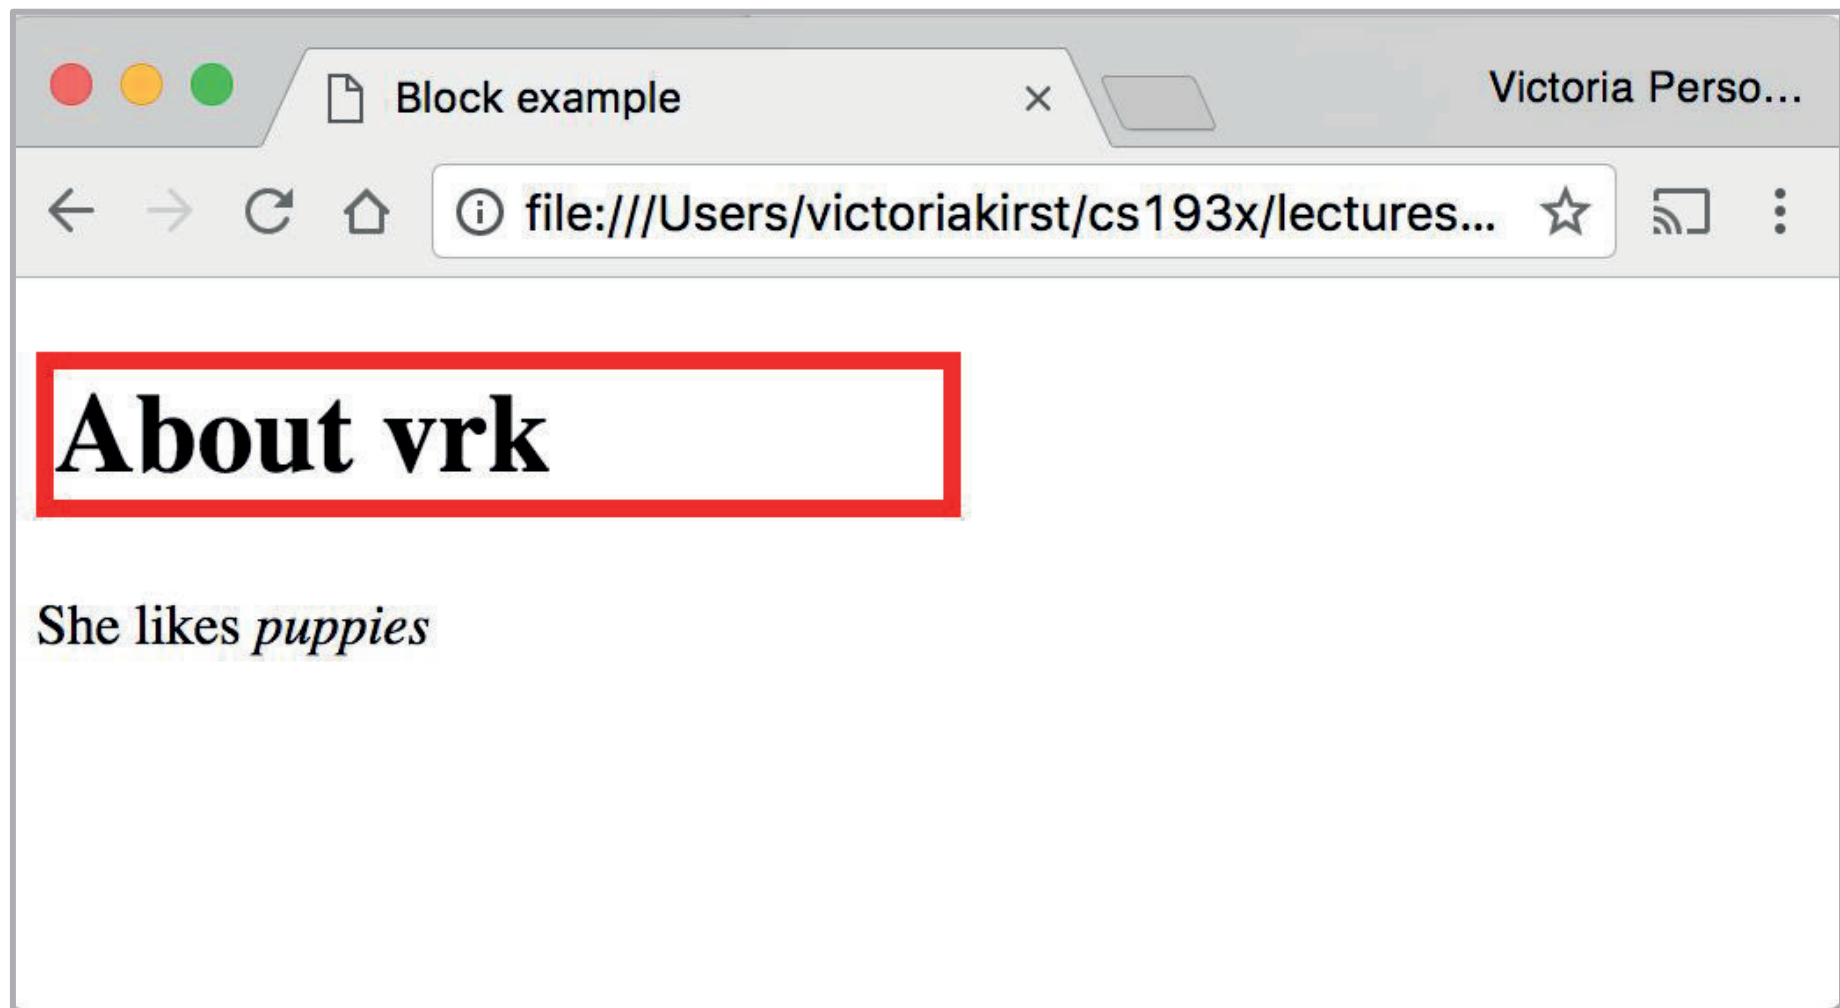 Block example
Victoria Perso...
file:///Users/victoriakirst/cs193x/lectures...
About vrk
She likes puppies